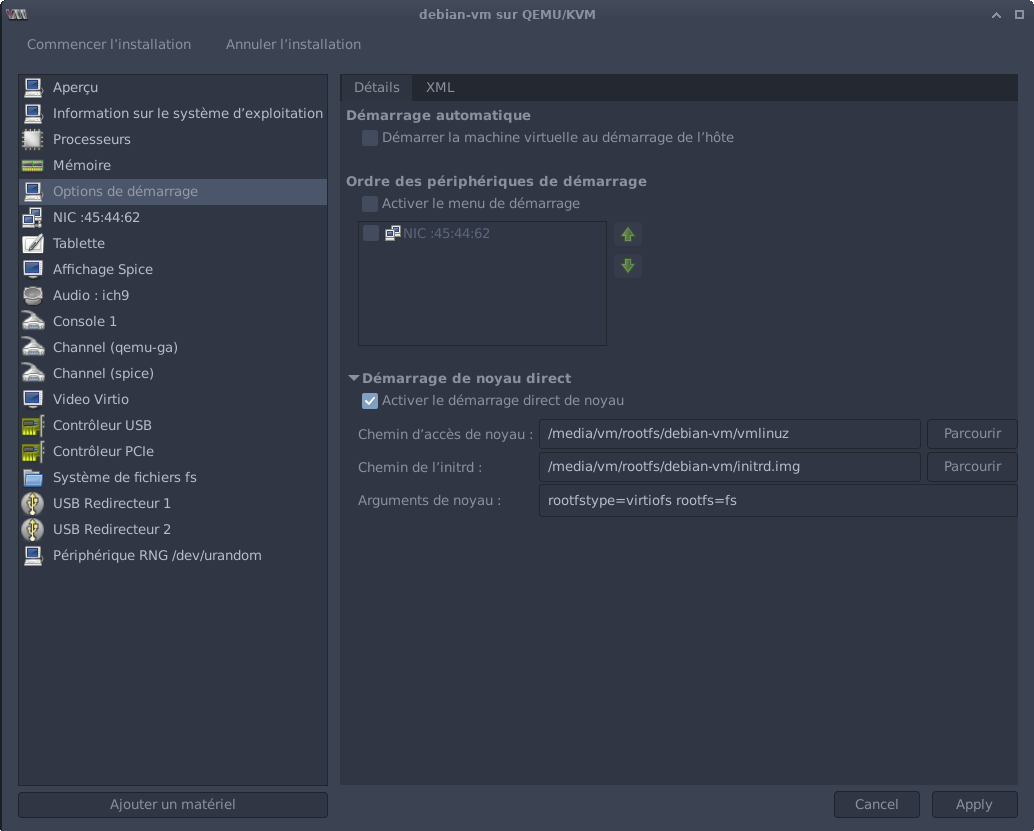 debian-vm sur QEMU/KVM
Commencer l’installation Annuler l’installation
Aperçu
Information sur le système d’exploitation
Processeurs
Mémoire
Options de démarrage
NIC :45:44:62
Tablette
Affichage Spice
Audio : ich9
Console 1
Channel (qemu-ga)
Channel (spice)
Video Virtio
Contrôleur USB
Contrôleur PCIe
Système de fichiers fs
USB Redirecteur 1
USB Redirecteur 2
Périphérique RNG /dev/urandom
Ajouter un matériel
Détails XML
Démarrage automatique
Démarrer la machine virtuelle au démarrage de l’hôte
Ordre des périphériques de démarrage
Activer le menu de démarrage
NIC :45:44:62
Démarrage de noyau direct
Activer le démarrage direct de noyau
Chemin d’accès de noyau : /media/vm/rootfs/debian-vm/vmlinuz Parcourir
Chemin de l’initrd : /media/vm/rootfs/debian-vm/initrd.img Parcourir
Arguments de noyau : rootfstype=virtiofs rootfs=fs
Cancel Apply